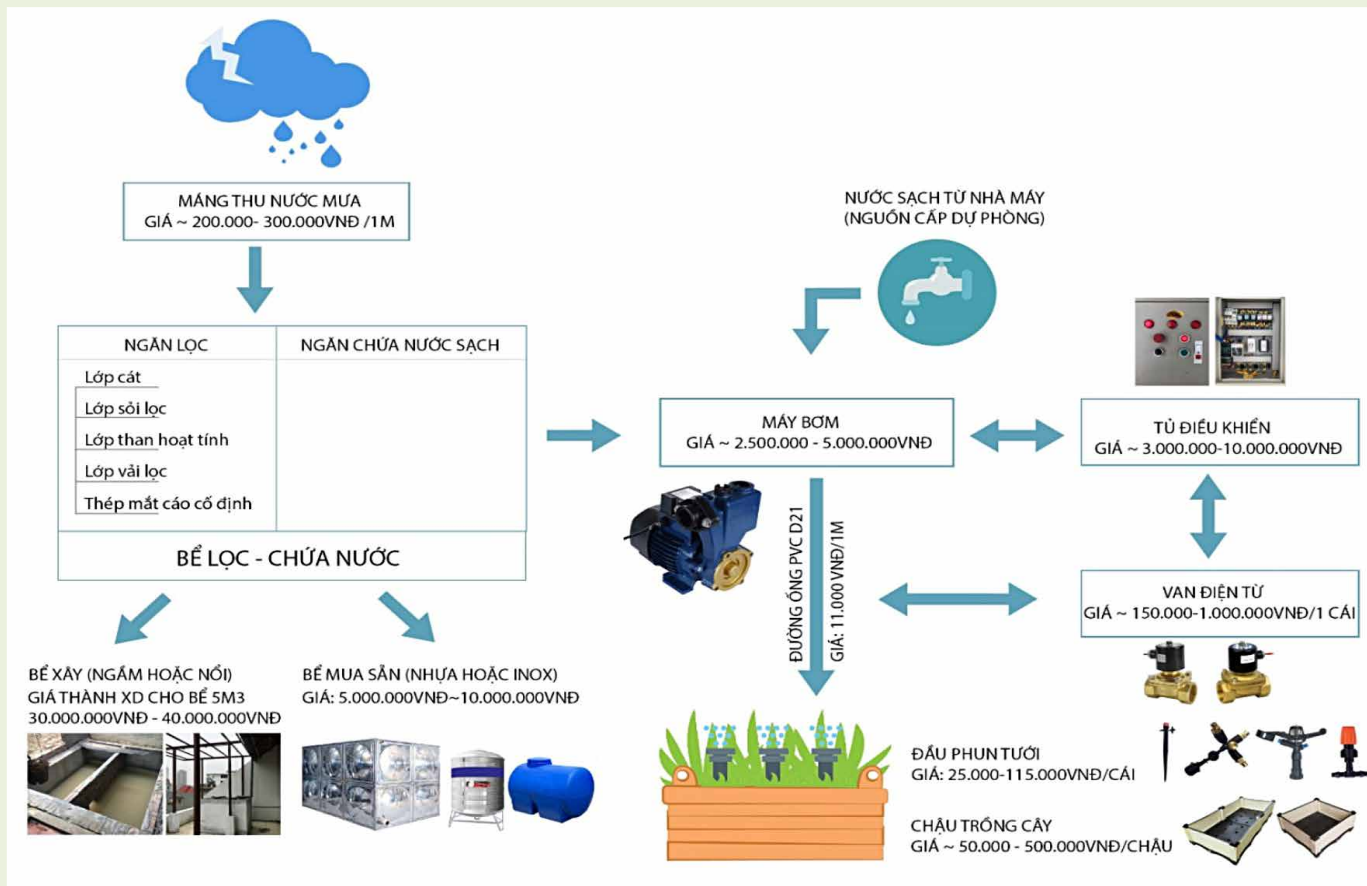 MÁNG THU NƯỚC MƯA
GIÁ ~ 200.000- 300.000VNĐ /1M
NƯỚC SẠCH TỪ NHÀ MÁY
(NGUỒN CẤP DỰ PHÒNG)
NGĂN LỌC
NGĂN CHỨA NƯỚC SẠCH
Lớp cát
Lớp sỏi lọc
Lớp than hoạt tính
Lớp vải lọc
Thép mắt cáo cố định
BỂ LỌC - CHỨA NƯỚC
MÁY BƠM
GIÁ ~ 2.500.000 - 5.000.000VNĐ
TỦ ĐIỀU KHIỂN
GIÁ ~ 3.000.000-10.000.000VNĐ
ĐƯỜNG ỐNG PVC D21
GIÁ: 11.000 VNĐ/1M
VAN ĐIỆN TỪ
GIÁ ~ 150.000-1.000.000VNĐ/1 CÁI
BỂ XÂY (NGẦM HOẶC NỔI)
GIÁ THÀNH XD CHO BỂ 5M3
30.000.000VNĐ - 40.000.000VNĐ
BỂ MUA SẴN (NHỰA HOẶC INOX)
GIÁ: 5.000.000VNĐ~10.000.000VNĐ
ĐẦU PHUN TƯỚI
GIÁ: 25.000-115.000VNĐ/CÁI
CHẬU TRỒNG CÂY
GIÁ ~ 50.000 - 500.000VNĐ/CHẬU